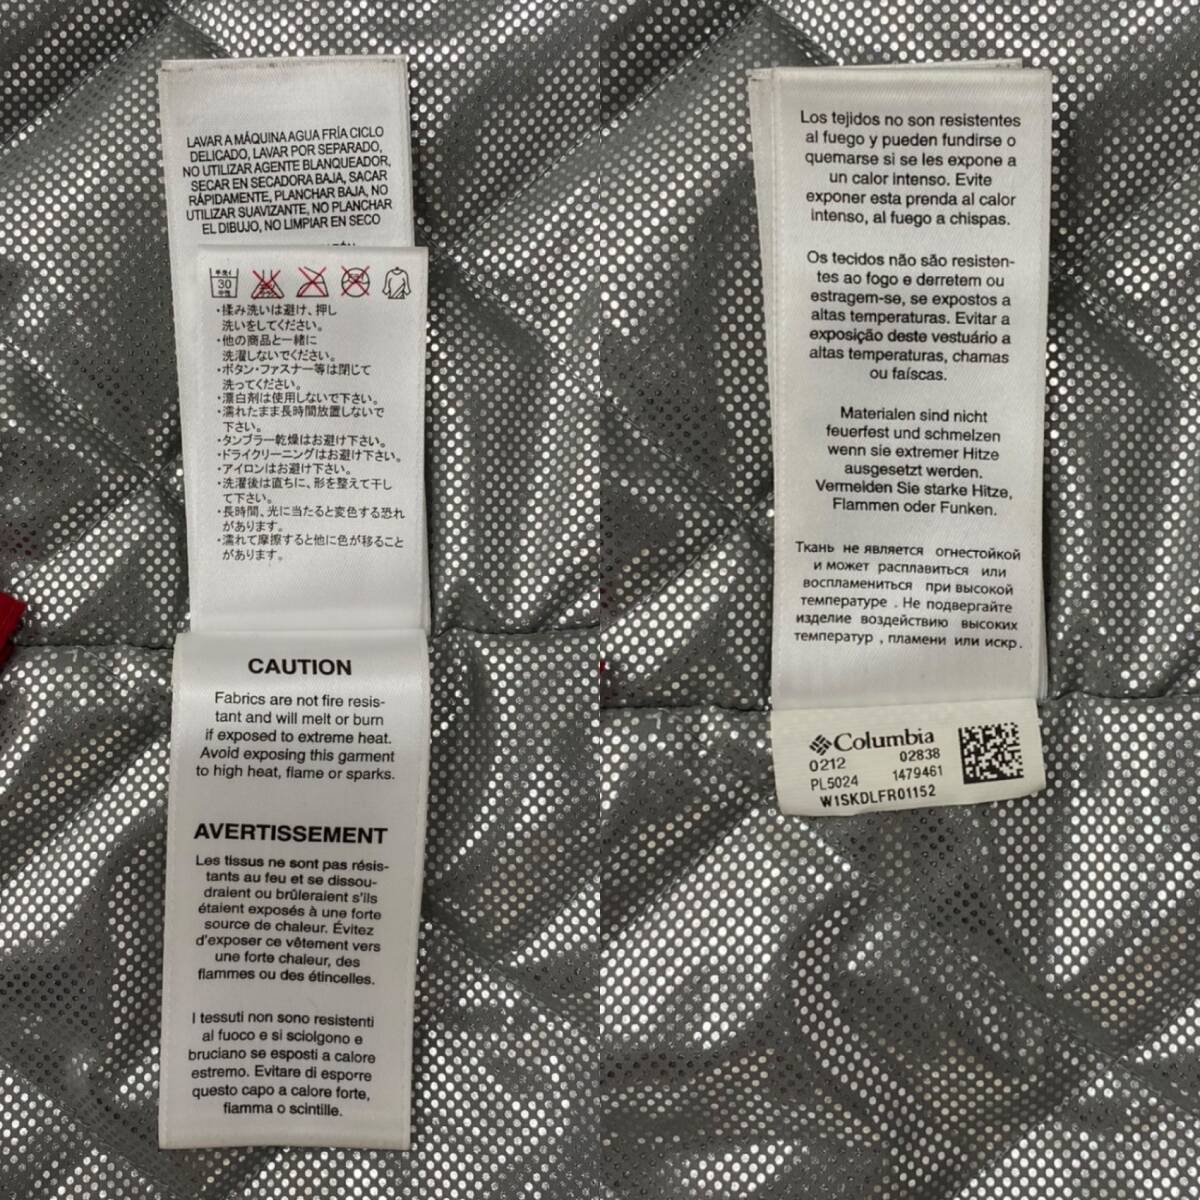 LAVAR A MÁQUINA AGUA FRÍA CICLO
DELICADO, LAVAR POR SEPARADO,
NO UTILIZAR AGENTE BLANQUEADOR,
SECAR EN SECADORA BAJA, SACAR
RÁPIDAMENTE, PLANCHAR BAJA, NO
UTILIZAR SUAVIZANTE, NO PLANCHAR
EL DIBUJO, NO LIMPIAR EN SECO
手洗イ
30
中性
・揉み洗いは避け、押し
洗いをしてください。
・他の商品と一緒に
洗濯しないでください。
・ボタン・ファスナー等は閉じて
洗ってください。
・漂白剤は使用しないで下さい。
・濡れたまま長時間放置しないで
下さい。
・タンブラー乾燥はお避け下さい。
・ドライクリーニングはお避け下さい。
・アイロンはお避け下さい。
・洗濯後は直ちに、形を整えて干し
て下さい。
・長時間、光に当たると変色する恐れ
があります。
・濡れて摩擦すると他に色が移ること
があります。
CAUTION
Fabrics are not fire resis-
tant and will melt or burn
if exposed to extreme heat.
Avoid exposing this garment
to high heat, flame or sparks.
AVERTISSEMENT
Les tissus ne sont pas résis-
tants au feu et se dissou-
draient ou brûleraient s'ils
étaient exposés à une forte
source de chaleur. Évitez
d'exposer ce vêtement vers
une forte chaleur, des
flammes ou des étincelles.
I tessuti non sono resistenti
al fuoco e si sciolgono e
bruciano se esposti a calore
estremo. Evitare di esporre
questo capo a calore forte,
fiamma o scintille.
Los tejidos no son resistentes
al fuego y pueden fundirse o
quemarse si se les expone a
un calor intenso. Evite
exponer esta prenda al calor
intenso, al fuego a chispas.
Os tecidos não são resisten-
tes ao fogo e derretem ou
estragem-se, se expostos a
altas temperaturas. Evitar a
exposição deste vestuário a
altas temperaturas, chamas
ou faíscas.
Materialen sind nicht
feuerfest und schmelzen
wenn sie extremer Hitze
ausgesetzt werden.
Vermeiden Sie starke Hitze,
Flammen oder Funken.
Ткань не является огнестойкой
и может расплавиться или
воспламениться при высокой
температуре . Не подвергайте
изделие воздействию высоких
температур , пламени или искр.
Columbia
0212 02838
PL5024 1479461
W1SKDLFR01152